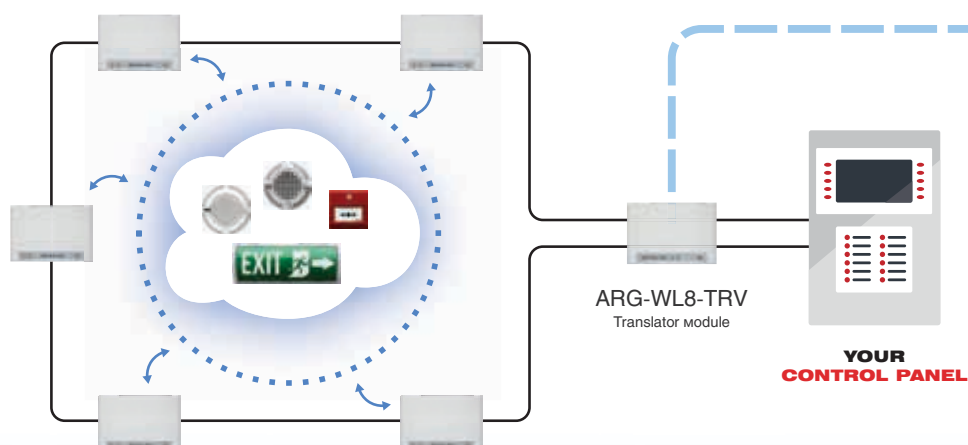 EXIT
ARG-WL8-TRV
Translator module
YOUR
CONTROL PANEL